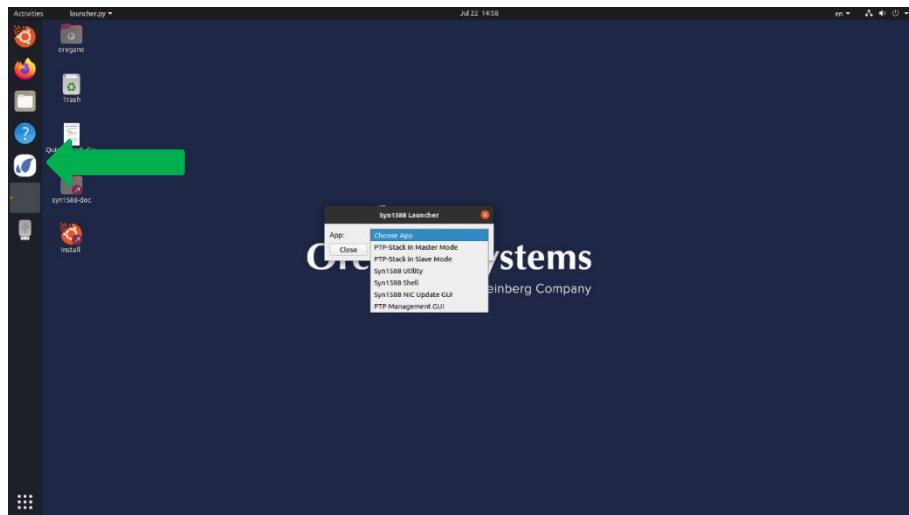 Activities
launcher.py
Jul 22 14:58
en
oregano
Trash
syn1588-doc
Install
Syn1588 Launcher
App:
Choose App
Close
PTP-Stack in Master Mode
PTP-Stack in Slave Mode
Syn1588 Utility
Syn1588 Shell
Syn1588 NIC Update GUI
PTP Management GUI
ystems
einberg Company